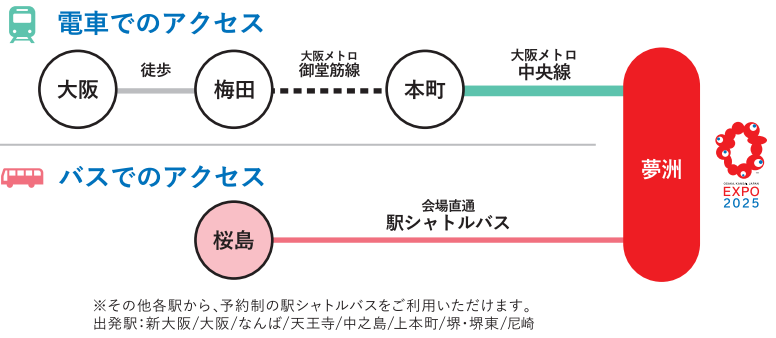 電車でのアクセス
大阪
徒歩
梅田
大阪メトロ
御堂筋線
本町
大阪メトロ
中央線
夢洲
OSAKA, KANSAI, JAPAN
EXPO
2025
バスでのアクセス
桜島
会場直通
駅シャトルバス
※その他各駅から、予約制の駅シャトルバスをご利用いただけます。
出発駅：新大阪/大阪/なんば/天王寺/中之島/上本町/堺・堺東/尼崎